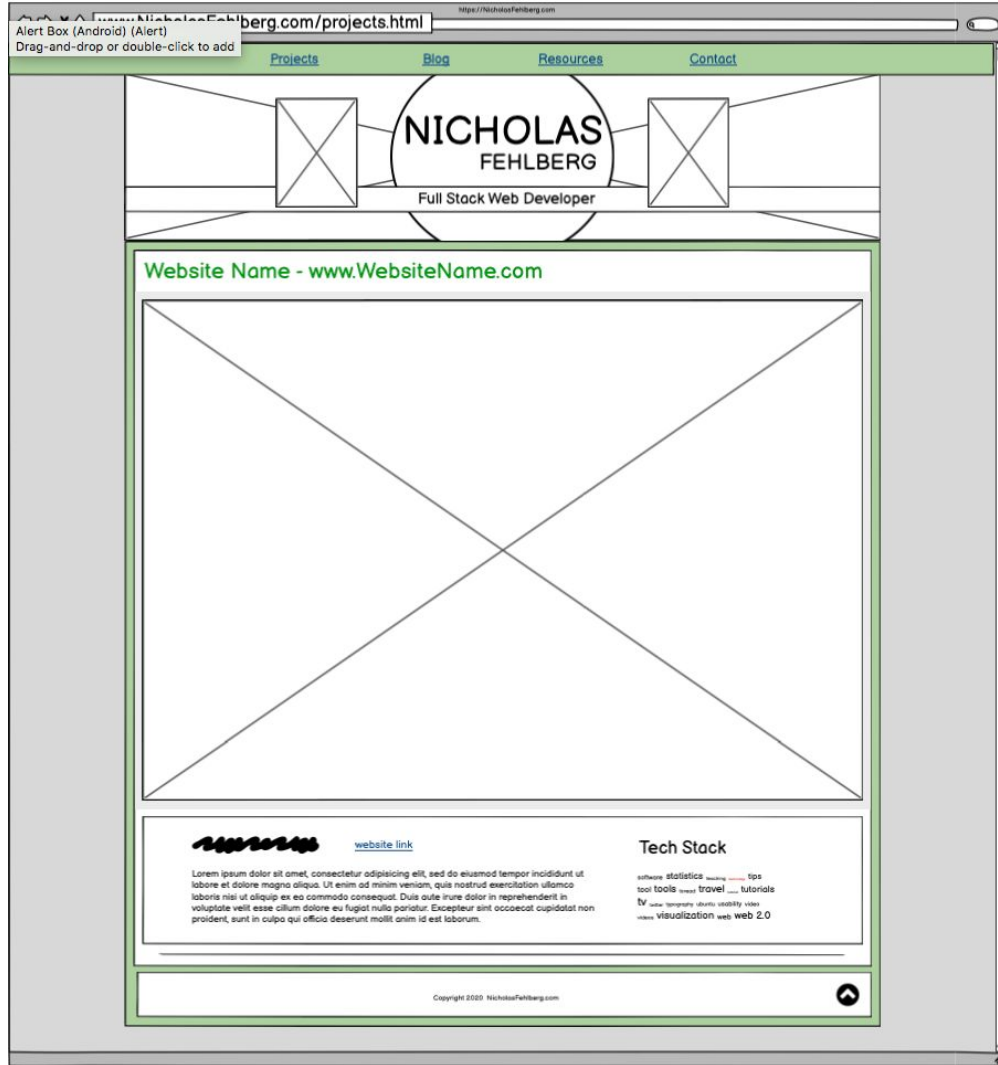 https://NicholasFehlberg.com
www.NicholasFehlberg.com/projects.html
Alert Box (Android) (Alert)
Drag-and-drop or double-click to add
Projects Blog Resources Contact
NICHOLAS
FEHLBERG
Full Stack Web Developer
Website Name - www.WebsiteName.com
website link
Lorem ipsum dolor sit amet, consectetur adipisicing elit, sed do eiusmod tempor incididunt ut
labore et dolore magna aliqua. Ut enim ad minim veniam, quis nostrud exercitation ullamco
laboris nisi ut aliquip ex ea commodo consequat. Duis aute irure dolor in reprehenderit in
voluptate velit esse cillum dolore eu fugiat nulla pariatur. Excepteur sint occaecat cupidatat non
proident, sunt in culpa qui officia deserunt mollit anim id est laborum.
Tech Stack
software statistics teaching tips
tool tools travel tutorials
tv twitter typography ubuntu usability video
videos visualization web web 2.0
Copyright 2020 NicholasFehlberg.com